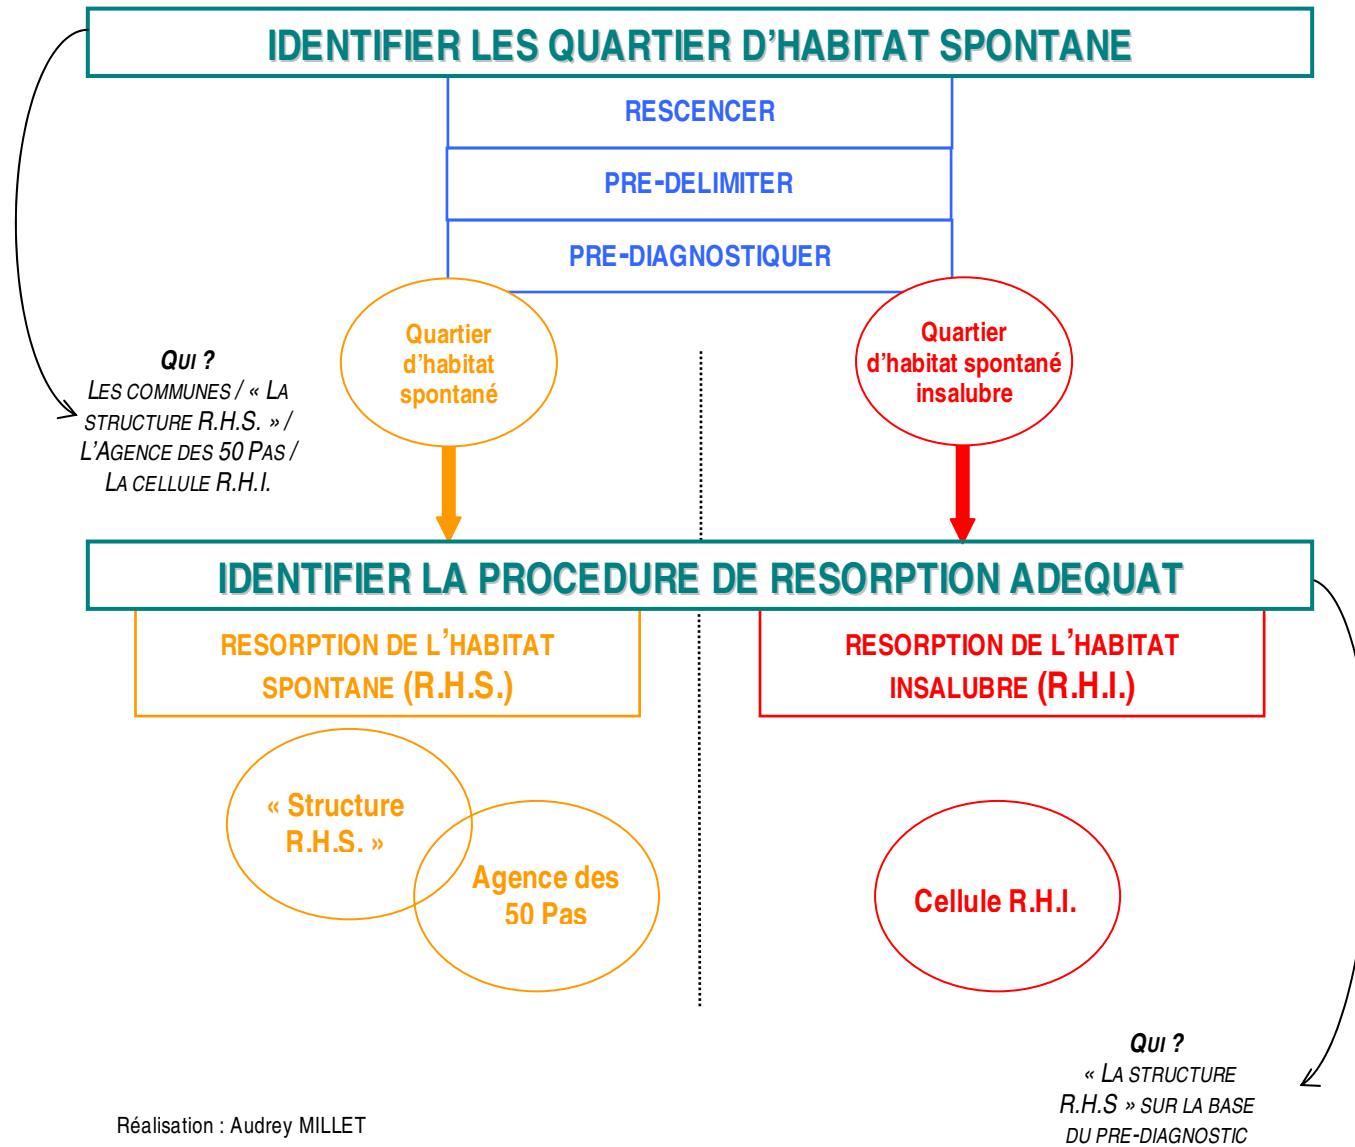 IDENTIFIER LES QUARTIER D'HABITAT SPONTANE
RESCENCER
PRE-DELIMITER
PRE-DIAGNOSTIQUER
Quartier
d'habitat
spontané
Quartier
d'habitat spontané
insalubre
QUI ?
LES COMMUNES / « LA
STRUCTURE R.H.S. » /
L'AGENCE DES 50 PAS /
LA CELLULE R.H.I.
IDENTIFIER LA PROCEDURE DE RESORPTION ADEQUAT
RESORPTION DE L'HABITAT
SPONTANE (R.H.S.)
RESORPTION DE L'HABITAT
INSALUBRE (R.H.I.)
« Structure
R.H.S. »
Agence des
50 Pas
Cellule R.H.I.
QUI ?
« LA STRUCTURE
R.H.S » SUR LA BASE
DU PRE-DIAGNOSTIC
Réalisation : Audrey MILLET